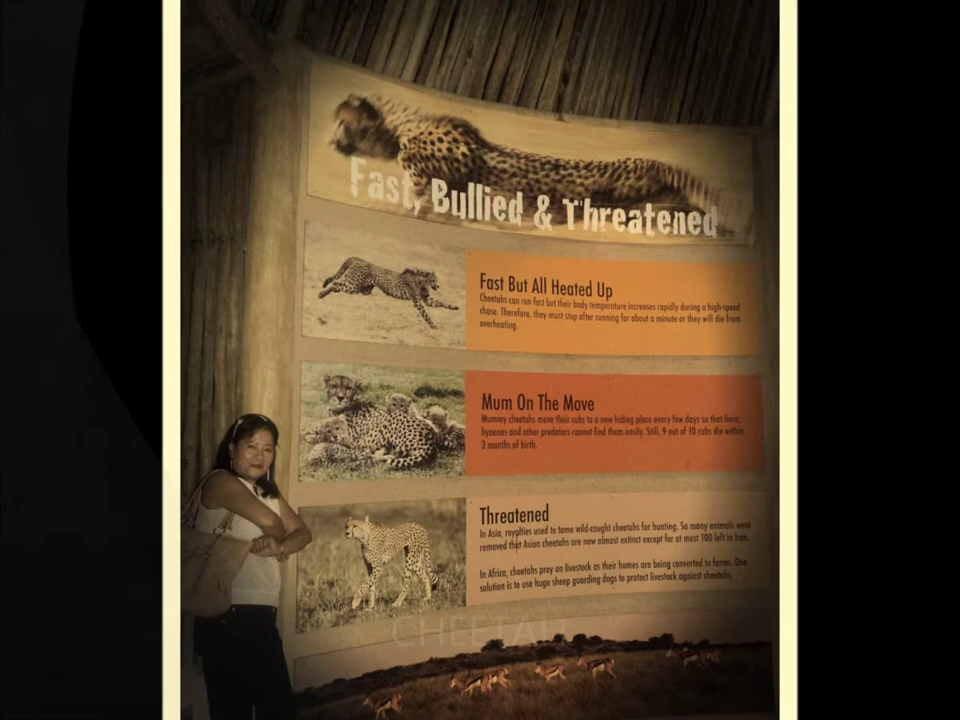 Fast, Bullied & Threatened
Fast But All Heated Up
Cheetahs can run fast but their body temperature increases rapidly during a high-speed
chase. Therefore, they must stop after running for about a minute or they will die from
overheating.
Mum On The Move
Mummy cheetahs move their cubs to a new hiding place every few days so that lions,
hyaenas and other predators cannot find them easily. Still, 9 out of 10 cubs die within
3 months of birth.
Threatened
In Asia, royalties used to tame wild-caught cheetahs for hunting. So many animals were
removed that Asian cheetahs are now almost extinct except for at most 100 left in Iran.
In Africa, cheetahs prey on livestock as their homes are being converted to farms. One
solution is to use huge sheep guarding dogs to protect livestock against cheetahs.
CHEETAH